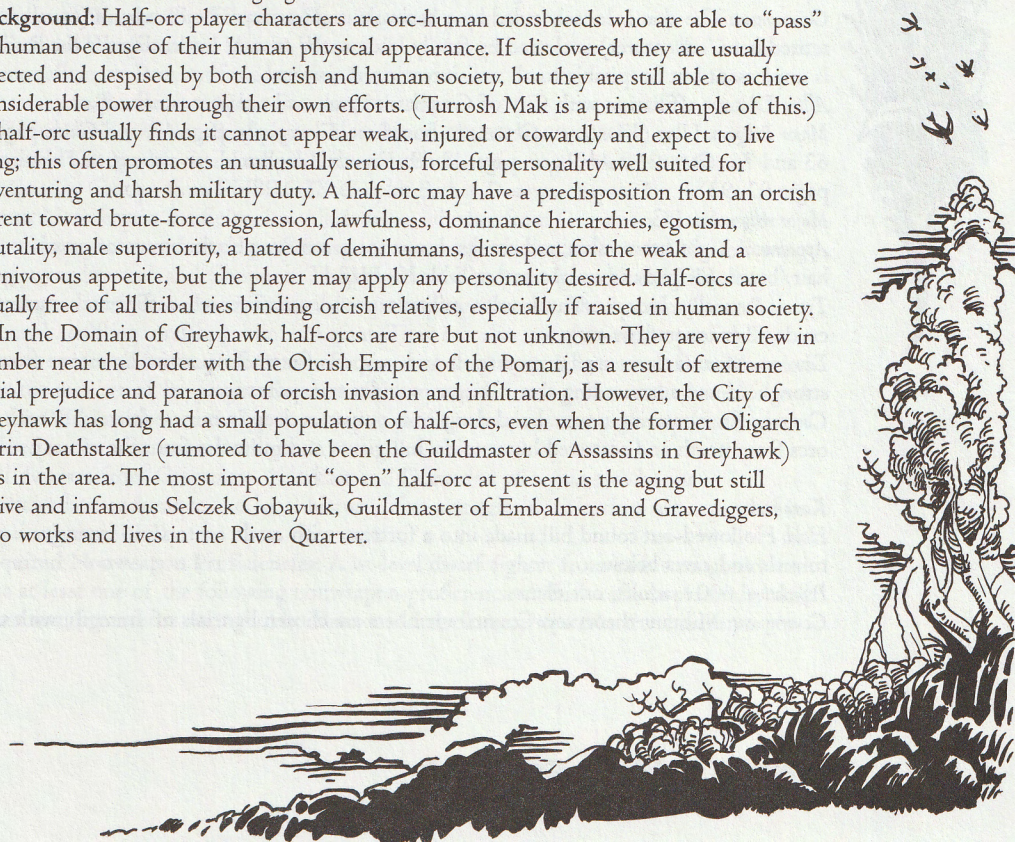 ckground: Half-orc player characters are orc-human crossbreeds who are able to “pass”
human because of their human physical appearance. If discovered, they are usually
ected and despised by both orcish and human society, but they are still able to achieve
nsiderable power through their own efforts. (Turrosh Mak is a prime example of this.)
half-orc usually finds it cannot appear weak, injured or cowardly and expect to live
ng; this often promotes an unusually serious, forceful personality well suited for
venturing and harsh military duty. A half-orc may have a predisposition from an orcish
rent toward brute-force aggression, lawfulness, dominance hierarchies, egotism,
utality, male superiority, a hatred of demihumans, disrespect for the weak and a
nivorous appetite, but the player may apply any personality desired. Half-orcs are
ually free of all tribal ties binding orcish relatives, especially if raised in human society.
In the Domain of Greyhawk, half-orcs are rare but not unknown. They are very few in
mber near the border with the Orcish Empire of the Pomarj, as a result of extreme
ial prejudice and paranoia of orcish invasion and infiltration. However, the City of
eyhawk has long had a small population of half-orcs, even when the former Oligarch
rin Deathstalker (rumored to have been the Guildmaster of Assassins in Greyhawk)
s in the area. The most important “open” half-orc at present is the aging but still
ive and infamous Selczek Gobayuik, Guildmaster of Embalmers and Gravediggers,
o works and lives in the River Quarter.